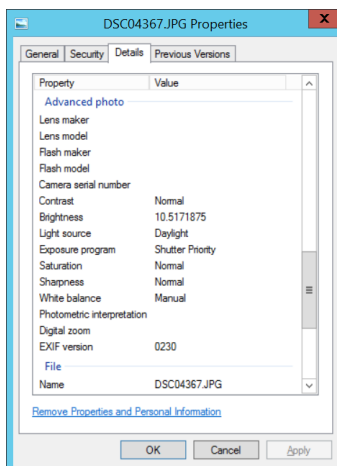 DSC04367.JPG Properties
X
General Security Details Previous Versions
Property Value
Advanced photo
Lens maker
Lens model
Flash maker
Flash model
Camera serial number
Contrast Normal
Brightness 10.5171875
Light source Daylight
Exposure program Shutter Priority
Saturation Normal
Sharpness Normal
White balance Manual
Photometric interpretation
Digital zoom
EXIF version 0230
File
Name DSC04367.JPG
Remove Properties and Personal Information
OK Cancel Apply